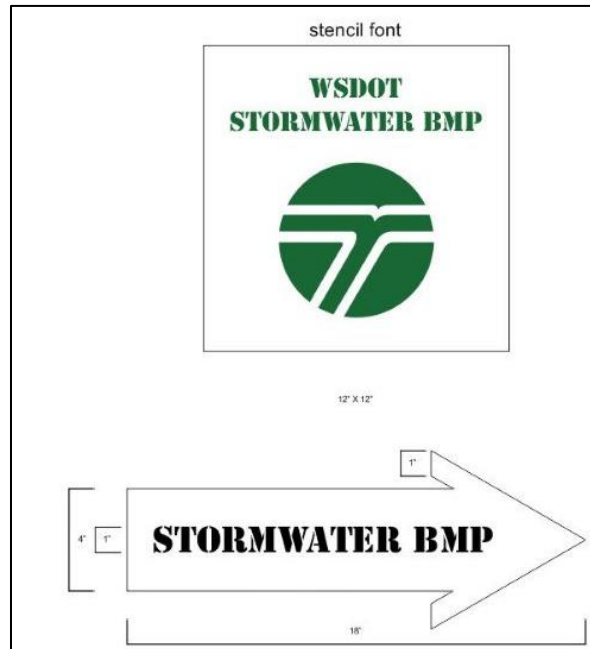 stencil font
WSDOT
STORMWATER BMP
12" X 12"
1"
4"
1"
STORMWATER BMP
18"